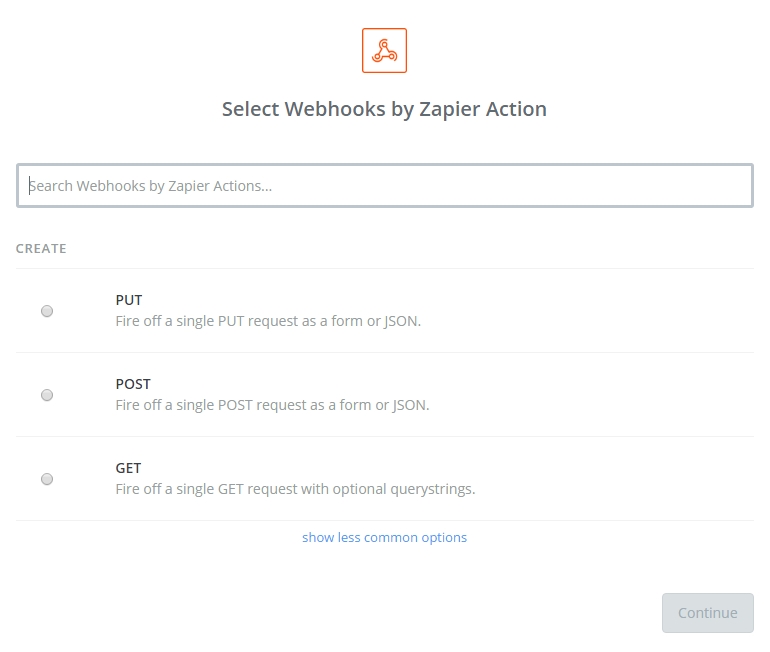 Select Webhooks by Zapier Action
Search Webhooks by Zapier Actions...
CREATE
PUT
Fire off a single PUT request as a form or JSON.
POST
Fire off a single POST request as a form or JSON.
GET
Fire off a single GET request with optional querystrings.
show less common options
Continue